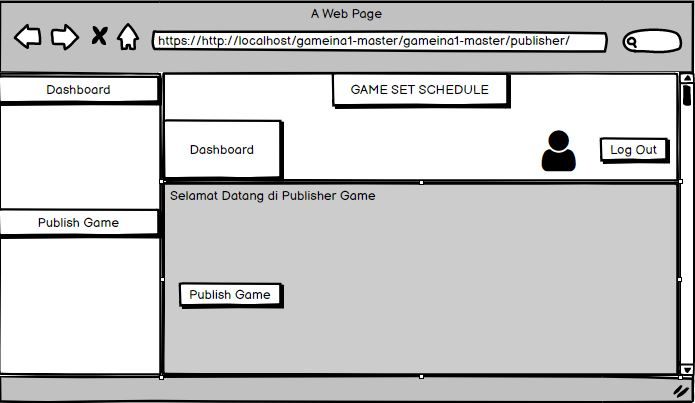 A Web Page
https://http://localhost/gameina1-master/gameina1-master/publisher/
Dashboard
GAME SET SCHEDULE
Dashboard
Log Out
Selamat Datang di Publisher Game
Publish Game
Publish Game